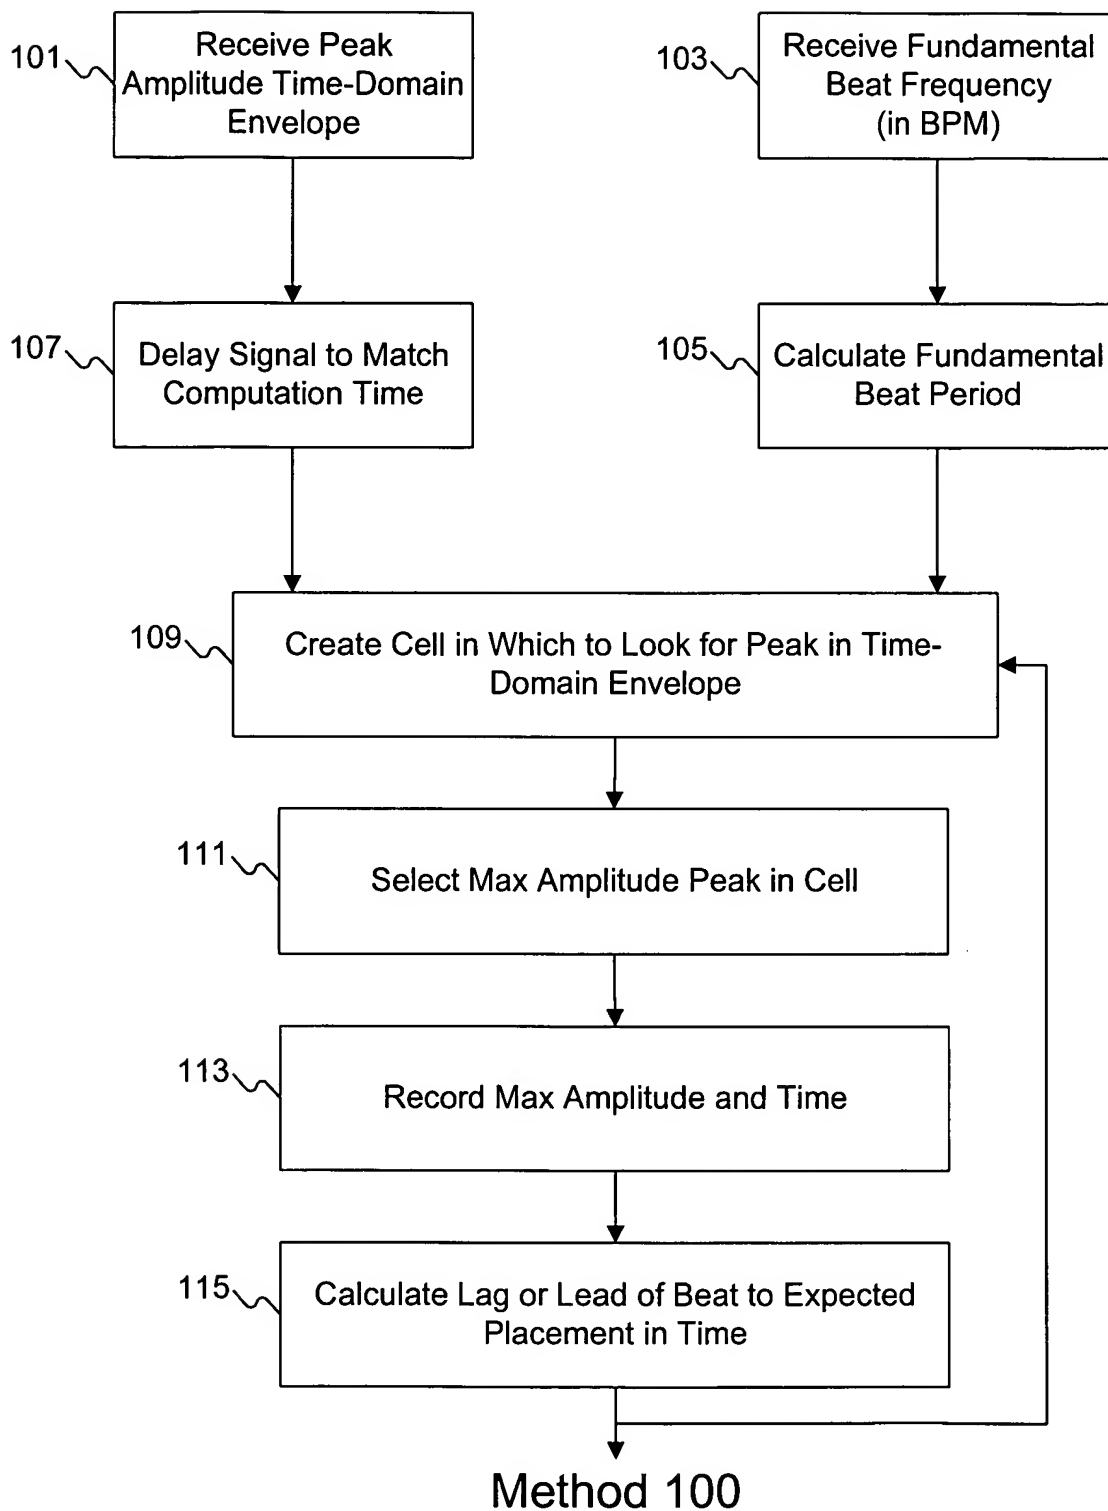 101
Receive Peak
Amplitude Time-Domain
Envelope
103
Receive Fundamental
Beat Frequency
(in BPM)
107
Delay Signal to Match
Computation Time
105
Calculate Fundamental
Beat Period
109
Create Cell in Which to Look for Peak in Time-
Domain Envelope
111
Select Max Amplitude Peak in Cell
113
Record Max Amplitude and Time
115
Calculate Lag or Lead of Beat to Expected
Placement in Time
Method 100